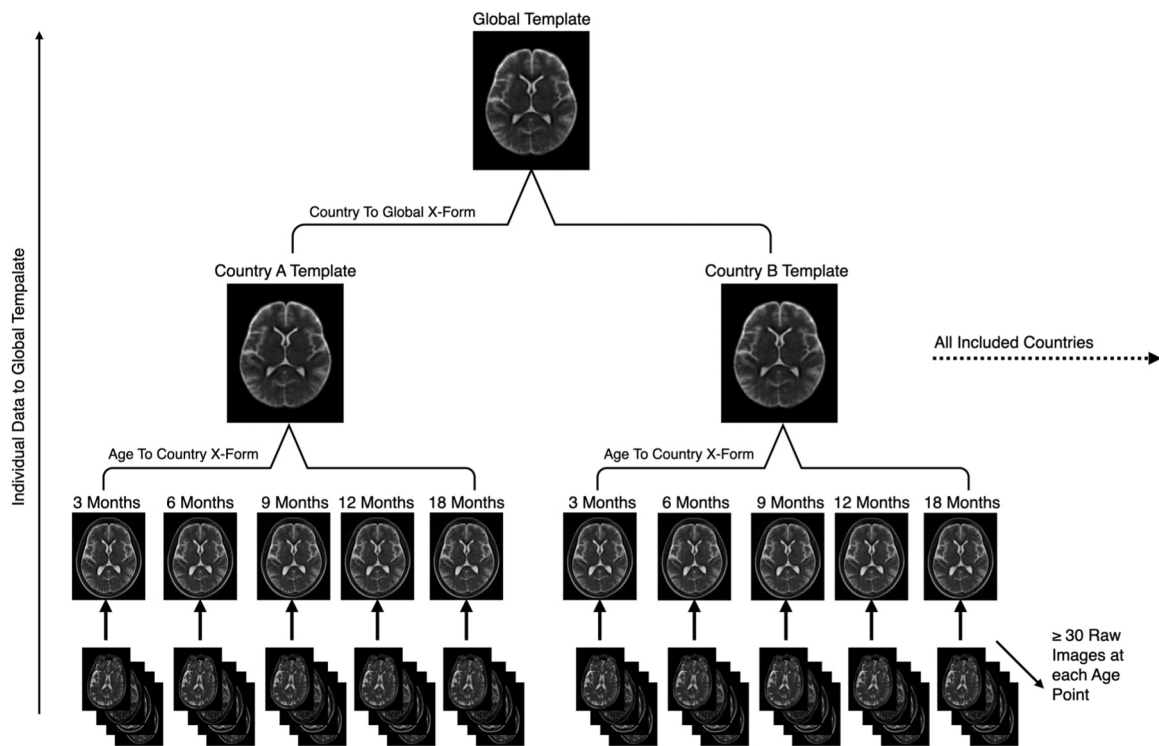 Global Template
Country To Global X-Form
Country A Template
Country B Template
All Included Countries
Individual Data to Global Tempalate
Age To Country X-Form
Age To Country X-Form
3 Months
6 Months
9 Months
12 Months
18 Months
3 Months
6 Months
9 Months
12 Months
18 Months
≥ 30 Raw
Images at
each Age
Point